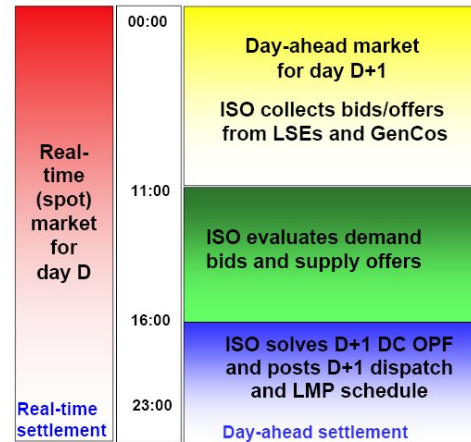 Real-
time
(spot)
market
for
day D
Real-time
settlement
00:00
11:00
16:00
23:00
Day-ahead market
for day D+1
ISO collects bids/offers
from LSEs and GenCos
ISO evaluates demand
bids and supply offers
ISO solves D+1 DC OPF
and posts D+1 dispatch
and LMP schedule
Day-ahead settlement